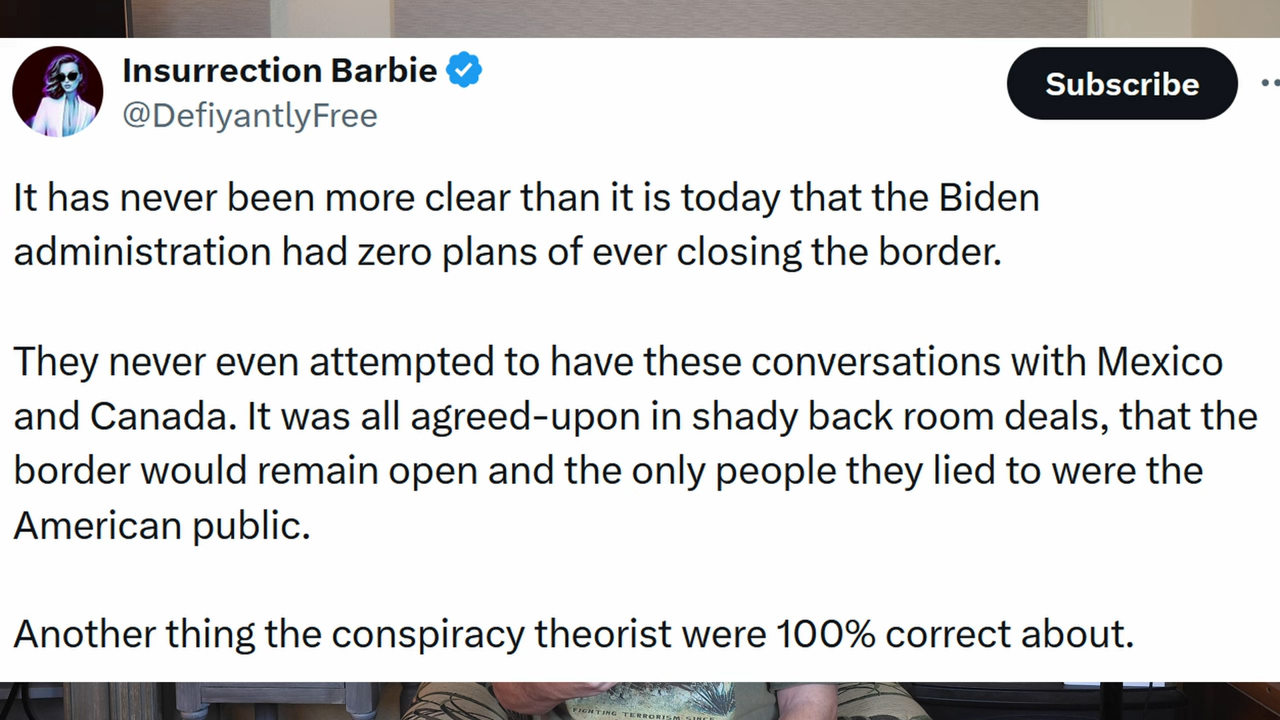 Insurrection Barbie
@DefiyantlyFree
Subscribe
It has never been more clear than it is today that the Biden
administration had zero plans of ever closing the border.
They never even attempted to have these conversations with Mexico
and Canada. It was all agreed-upon in shady back room deals, that the
border would remain open and the only people they lied to were the
American public.
Another thing the conspiracy theorist were 100% correct about.
FIGHTING TERRORISM SINCE